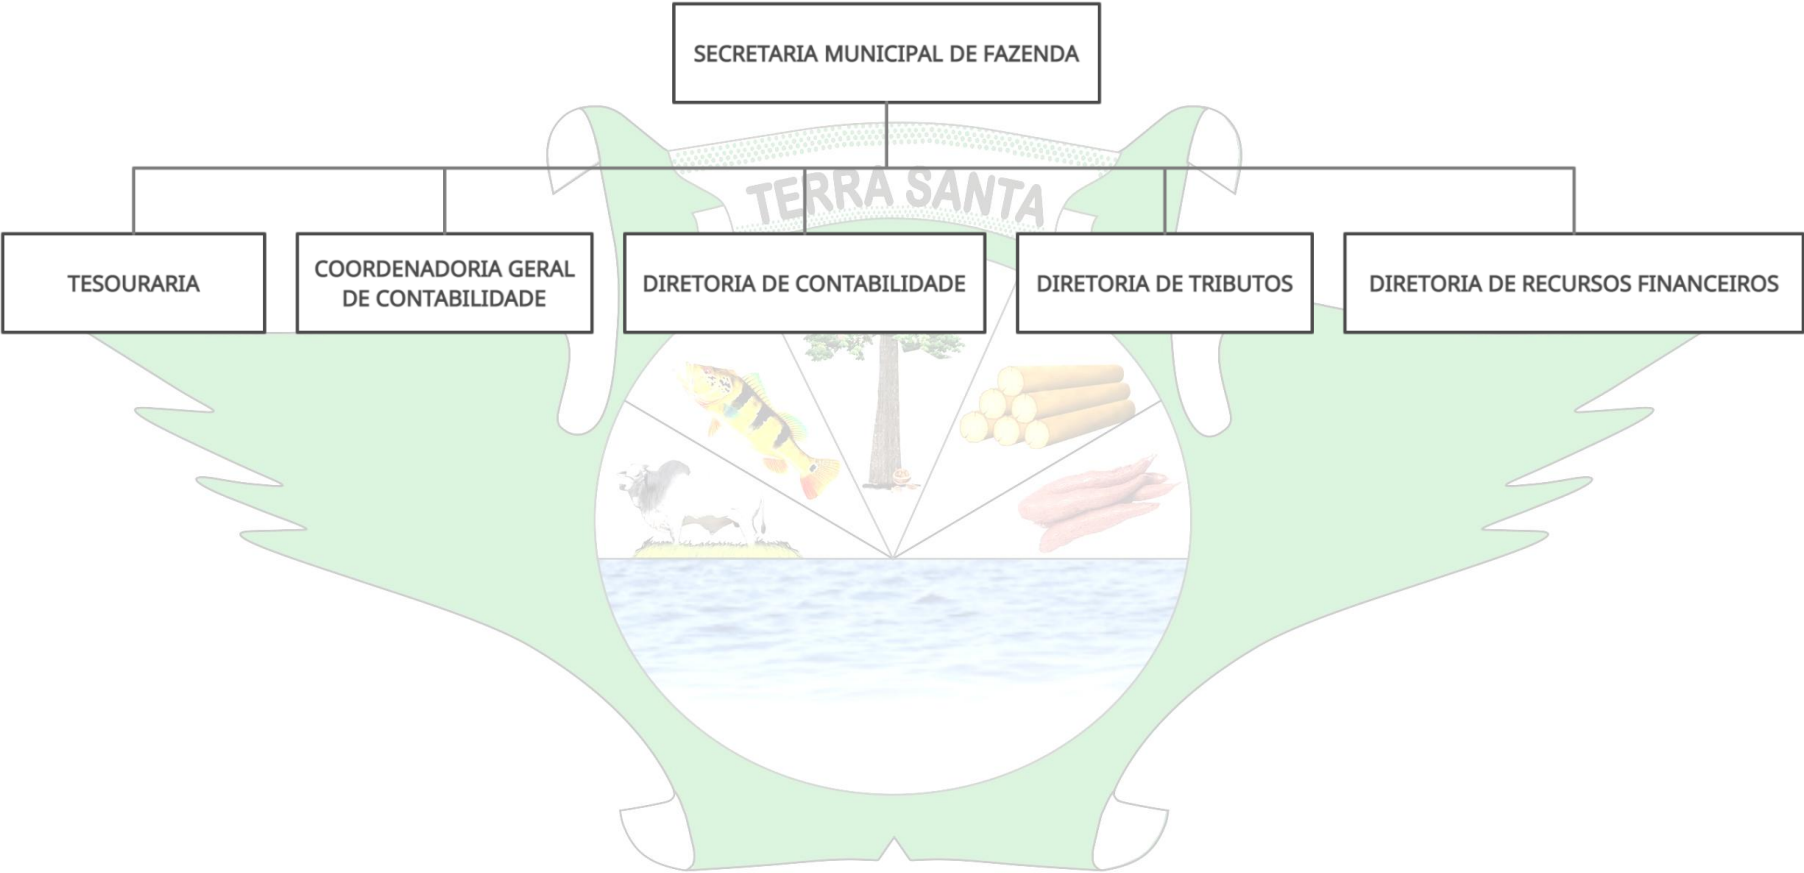 SECRETARIA MUNICIPAL DE FAZENDA
TERRA SANTA
TESOURARIA
COORDENADORIA GERAL
DE CONTABILIDADE
DIRETORIA DE CONTABILIDADE
DIRETORIA DE TRIBUTOS
DIRETORIA DE RECURSOS FINANCEIROS